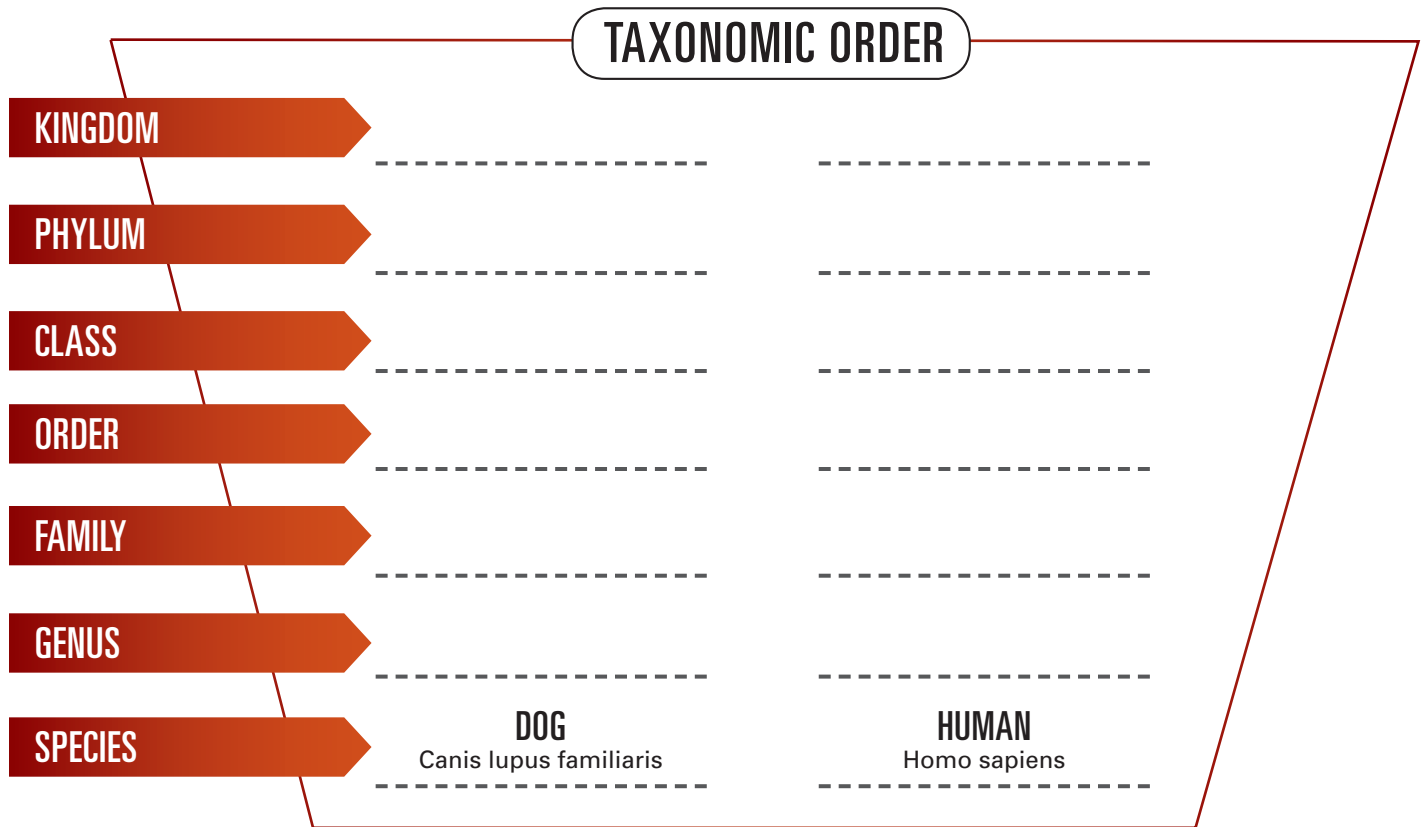 TAXONOMIC ORDER
KINGDOM
PHYLUM
CLASS
ORDER
FAMILY
GENUS
SPECIES
DOG
Canis lupus familiaris
HUMAN
Homo sapiens